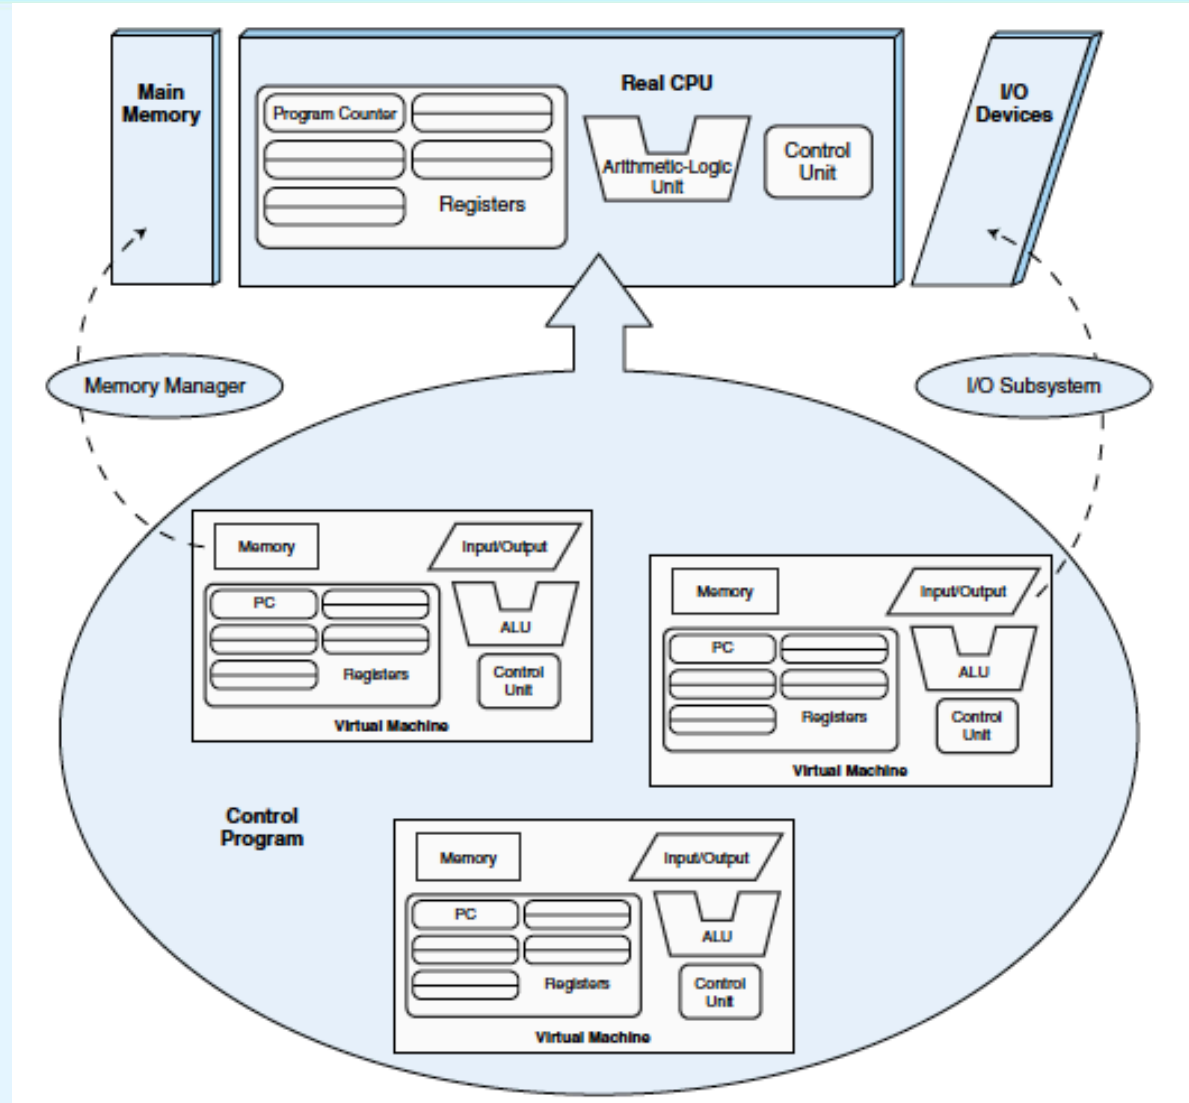 Main
Memory
Real CPU
I/O
Devices
Program Counter
Registers
Arithmetic-Logic
Unit
Control
Unit
Memory Manager
I/O Subsystem
Memory
Input/Output
PC
ALU
Registers
Control
Unit
Virtual Machine
Memory
Input/Output
PC
ALU
Registers
Control
Unit
Virtual Machine
Control
Program
Memory
Input/Output
PC
ALU
Registers
Control
Unit
Virtual Machine